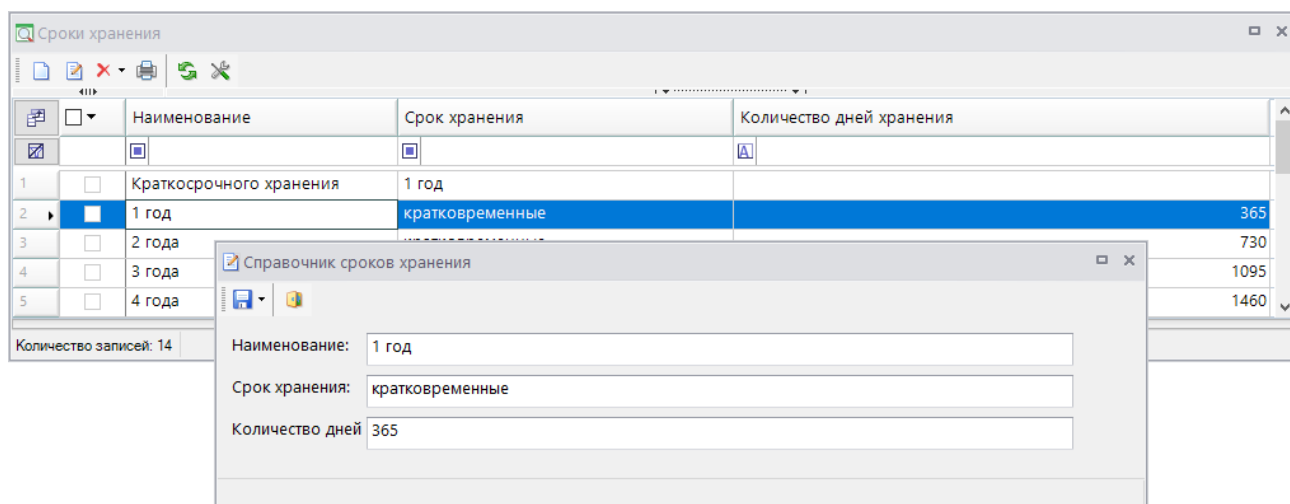 Сроки хранения
Наименование Срок хранения Количество дней хранения
A
1 Краткосрочного хранения 1 год
2 1 год кратковременные 365
3 2 года 730
4 3 года 1095
5 4 года 1460
Количество записей: 14
Справочник сроков хранения
Наименование: 1 год
Срок хранения: кратковременные
Количество дней 365